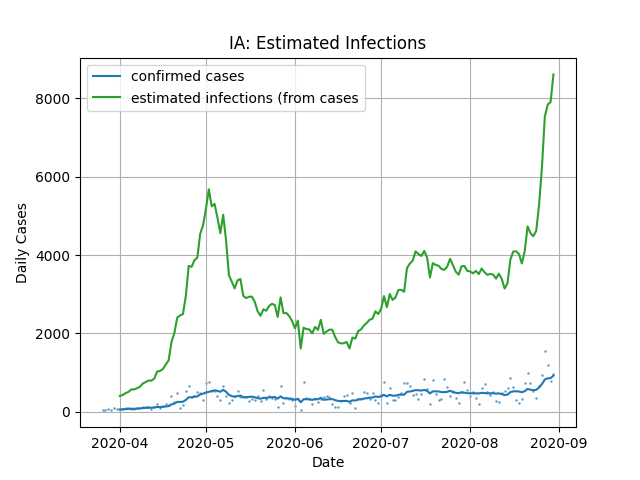 IA: Estimated Infections
confirmed cases
estimated infections (from cases
Daily Cases
8000
6000
4000
2000
0
2020-04 2020-05 2020-06 2020-07 2020-08 2020-09
Date